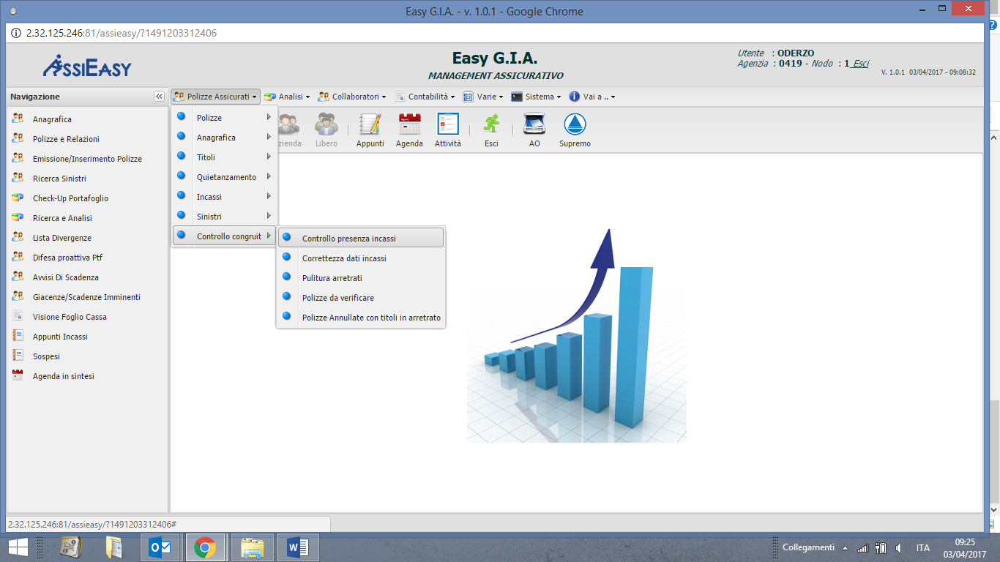 Easy G.I.A. - v. 1.0.1 - Google Chrome
2.32.125.246:81/assieasy/?1491203312406
ASSIEASY
Easy G.I.A.
MANAGEMENT ASSICURATIVO
Utente : ODERZO
Agenzia : 0419 - Nodo : 1 Esci
V. 1.0.1 03/04/2017 - 09:08:32
Navigazione
Polizze Assicurati
Analisi
Collaboratori
Contabilità
Varie
Sistema
Vai a ..
Anagrafica
Polizze e Relazioni
Emissione/Inserimento Polizze
Ricerca Sinistri
Check-Up Portafoglio
Ricerca e Analisi
Lista Divergenze
Difesa proattiva Ptf
Avvisi Di Scadenza
Giacenze/Scadenze Imminenti
Visione Foglio Cassa
Appunti Incassi
Sospesi
Agenda in sintesi
Polizze
Anagrafica
Titoli
Quietanzamento
Incassi
Sinistri
Controllo congruit
zienda
Libero
Appunti
April
Agenda
Attività
Esci
AO
Supremo
Controllo presenza incassi
Correttezza dati incassi
Pulitura arretrati
Polizze da verificare
Polizze Annullate con titoli in arretrato
2.32.125.246:81/assieasy/?1491203312406#
Collegamenti
ITA
09:25
03/04/2017